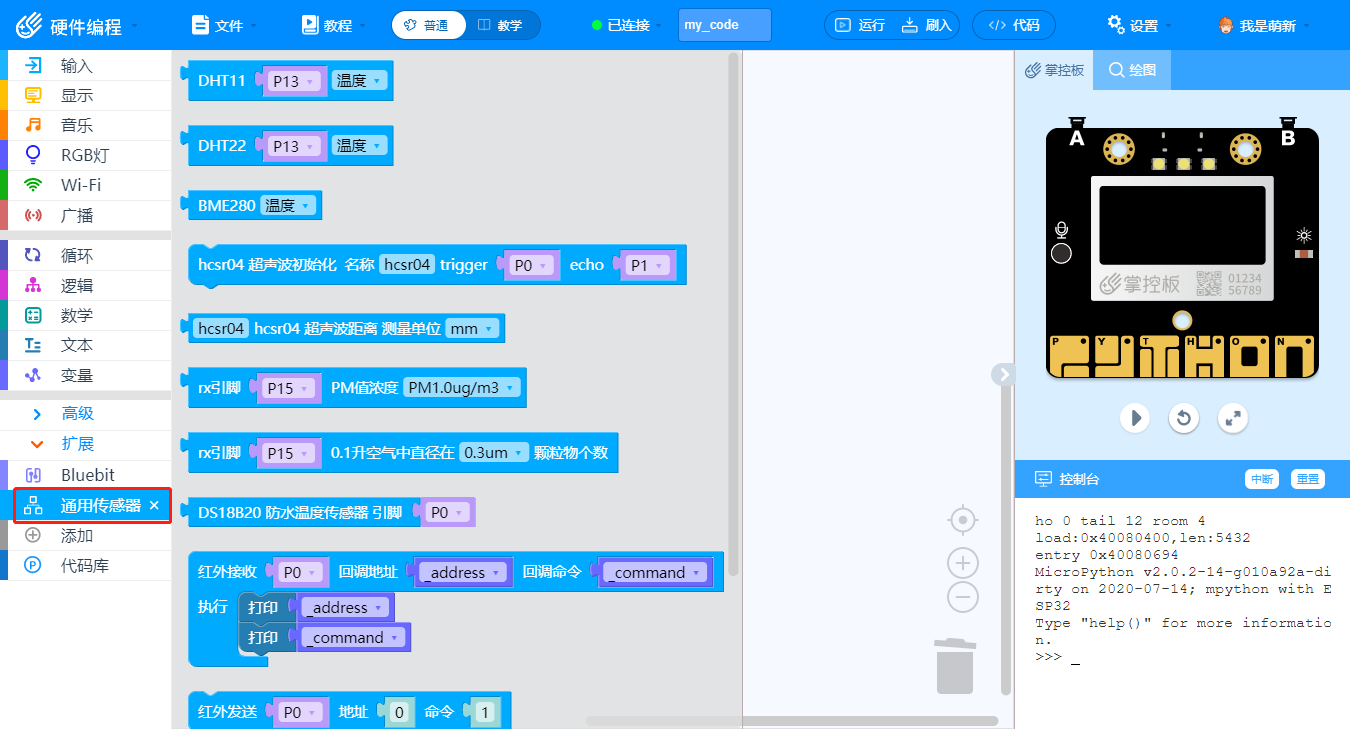 硬件编程 文件 教程 普通 教学 已连接 my_code 运行 刷入 </> 代码 设置 我是萌新
输入
显示
音乐
RGB灯
Wi-Fi
广播
循环
逻辑
数学
文本
变量
高级
扩展
Bluebit
通用传感器 ×
添加
代码库
DHT11 P13 温度
DHT22 P13 温度
BME280 温度
hcsr04 超声波初始化 名称 hcsr04 trigger P0 echo P1
hcsr04 hcsr04 超声波距离 测量单位 mm
rx引脚 P15 PM值浓度 PM1.0ug/m3
rx引脚 P15 0.1升空气中直径在 0.3um 颗粒物个数
DS18B20 防水温度传感器 引脚 P0
红外接收 P0 回调地址 _address 回调命令 _command
执行 打印 _address
打印 _command
红外发送 P0 地址 0 命令 1
掌控板 绘图
A B
掌控板 01234
56789
P Y T H O N
PYTHON
控制台 中断 重置
ho 0 tail 12 room 4
load:0x40080400,len:5432
entry 0x40080694
MicroPython v2.0.2-14-g010a92a-di
rty on 2020-07-14; mpython with E
SP32
Type "help()" for more informatio
n.
>>> _